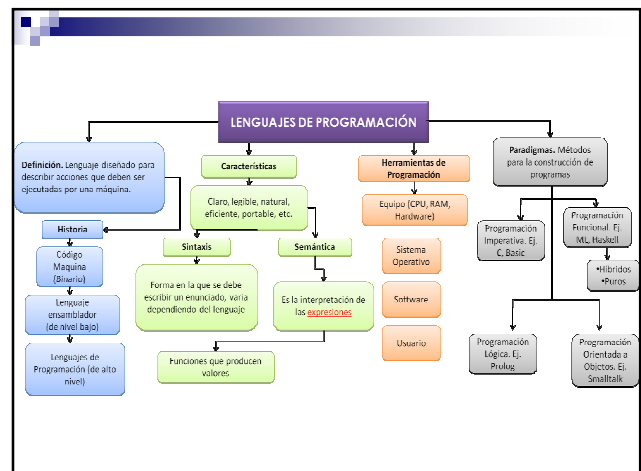 LENGUAJES DE PROGRAMACIÓN
Definición. Lenguaje diseñado para
describir acciones que deben ser
ejecutadas por una máquina.
Historia
Código
Maquina
(Binario)
Lenguaje
ensamblador
(de nivel bajo)
Lenguajes de
Programación (de alto
nivel)
Características
Claro, legible, natural,
eficiente, portable, etc.
Sintaxis
Forma en la que se debe
escribir un enunciado, varia
dependiendo del lenguaje
Semántica
Es la interpretación de
las expresiones
Funciones que producen
valores
Herramientas de
Programación
Equipo (CPU, RAM,
Hardware)
Sistema
Operativo
Software
Usuario
Paradigmas. Métodos
para la construcción de
programas
Programación
Imperativa. Ej.
C, Basic
Programación
Funcional. Ej.
ML, Haskell
•Híbridos
•Puros
Programación
Lógica. Ej.
Prolog
Programación
Orientada a
Objetos. Ej.
Smalltalk